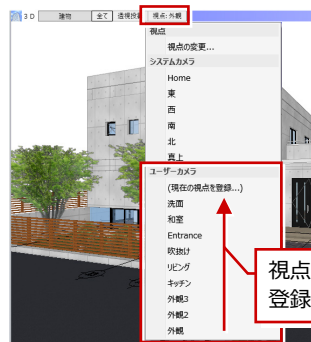 3D 建物 全て 透視投影 視点:外観
視点
視点の変更...
システムカメラ
Home
東
西
南
北
真上
ユーザーカメラ
(現在の視点を登録...)
洗面
和室
Entrance
吹抜け
リビング
キッチン
外観3
外観2
外観
視点
登録